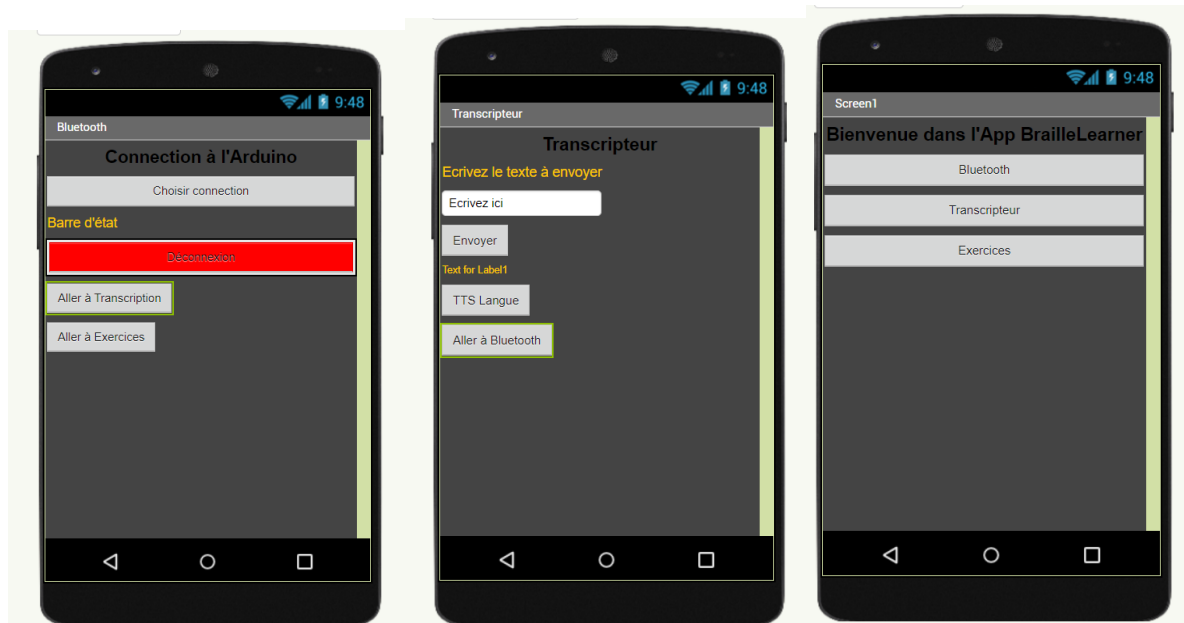 9:48
Bluetooth
Connection à l'Arduino
Choisir connection
Barre d'état
Déconnexion
Aller à Transcription
Aller à Exercices
9:48
Transcripteur
Transcripteur
Ecrivez le texte à envoyer
Ecrivez ici
Envoyer
Text for Label1
TTS Langue
Aller à Bluetooth
9:48
Screen1
Bienvenue dans l'App BrailleLearner
Bluetooth
Transcripteur
Exercices